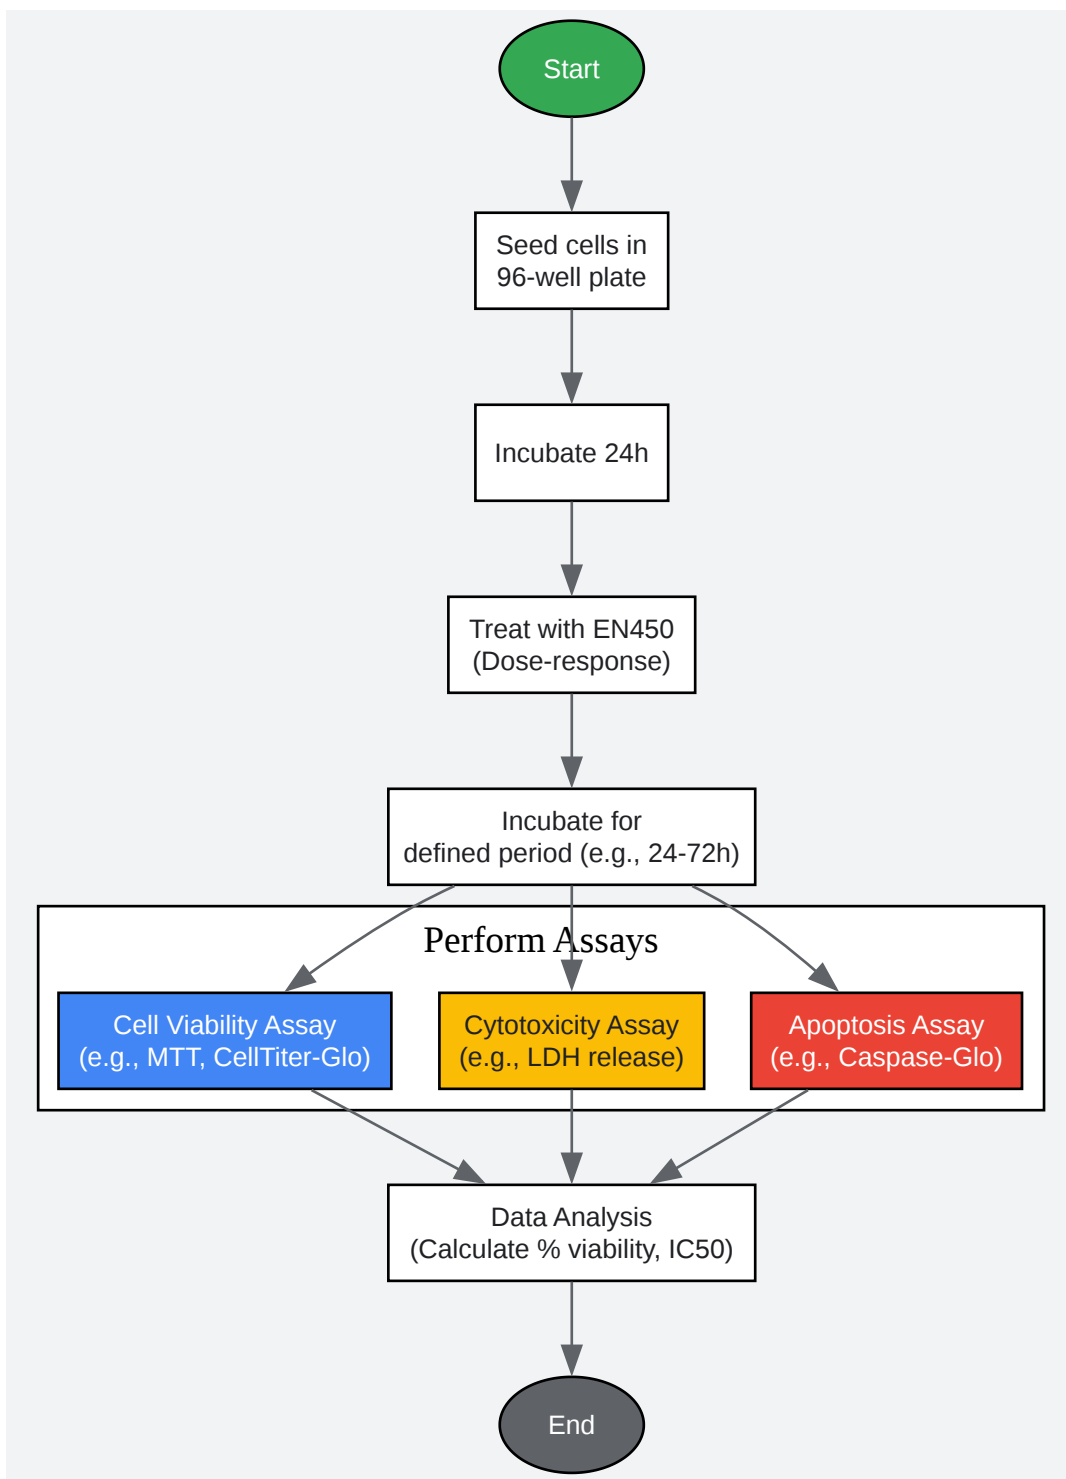 Start
Seed cells in
96-well plate
Incubate 24h
Treat with EN450
(Dose-response)
Incubate for
defined period (e.g., 24-72h)
Perform Assays
Cell Viability Assay
(e.g., MTT, CellTiter-Glo)
Cytotoxicity Assay
(e.g., LDH release)
Apoptosis Assay
(e.g., Caspase-Glo)
Data Analysis
(Calculate % viability, IC50)
End